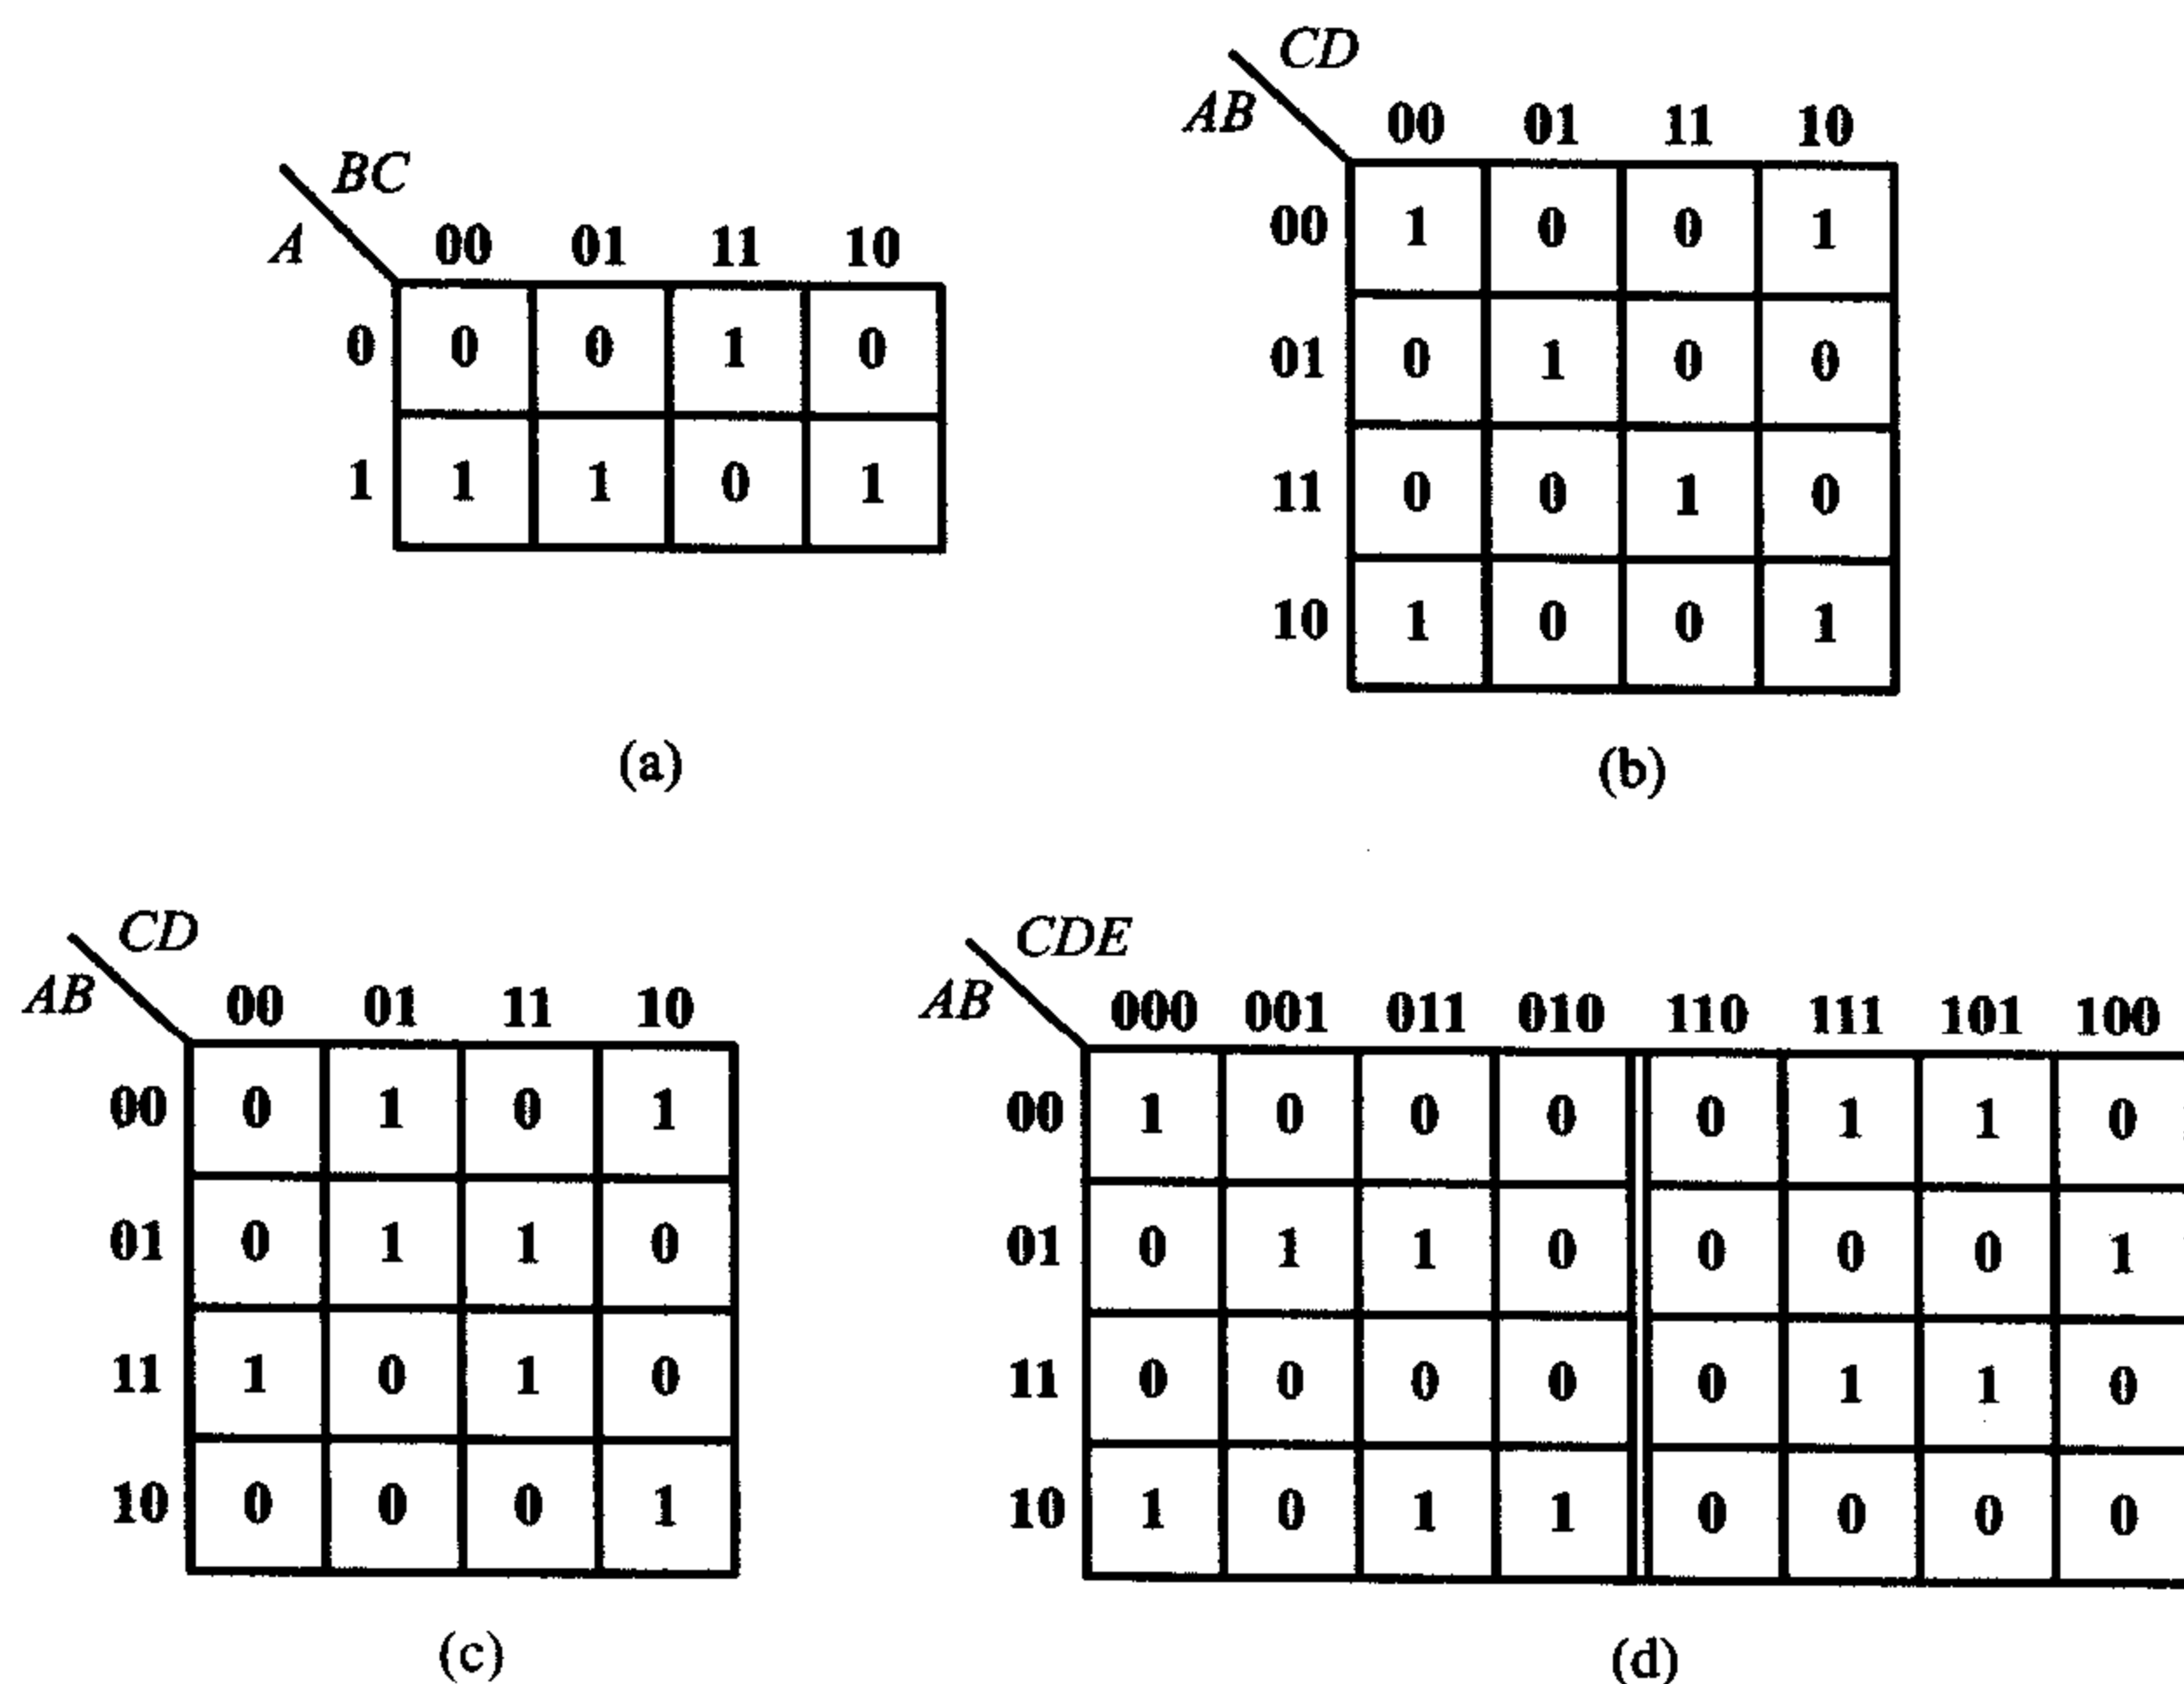 BC
A 00 01 11 10
0 0 0 1 0
1 1 1 0 1
(a)
CD
AB 00 01 11 10
00 1 0 0 1
01 0 1 0 0
11 0 0 1 0
10 1 0 0 1
(b)
CD
AB 00 01 11 10
00 0 1 0 1
01 0 1 1 0
11 1 0 1 0
10 0 0 0 1
(c)
CDE
AB 000 001 011 010 110 111 101 100
00 1 0 0 0 0 1 1 0
01 0 1 1 0 0 0 0 1
11 0 0 0 0 0 1 1 0
10 1 0 1 1 0 0 0 0
(d)